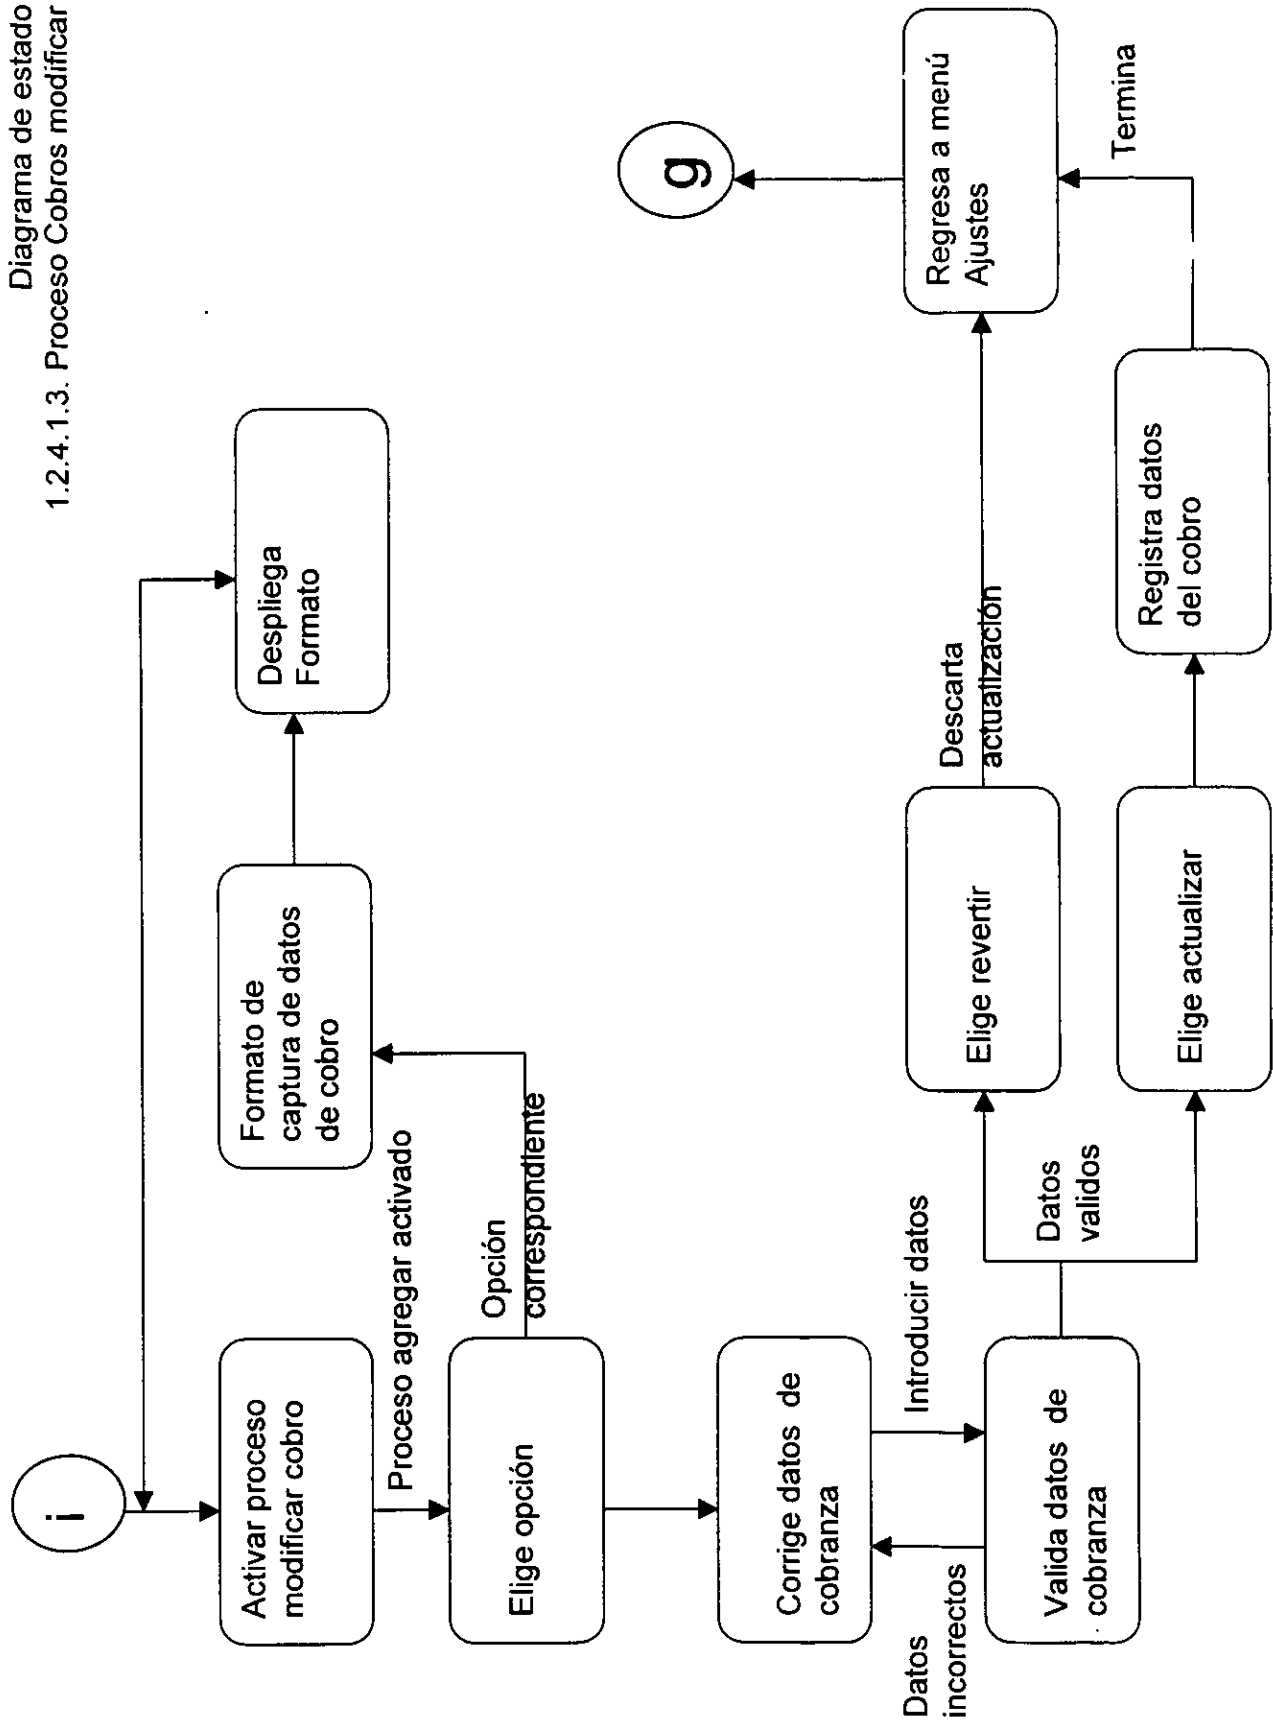 Diagrama de estado
1.2.4.1.3. Proceso Cobros modificar
i
Activar proceso
modificar cobro
Proceso agregar activado
Elige opción
Opción
correspondiente
Formato de
captura de datos
de cobro
Despliega
Formato
Corrige datos de
cobranza
Introducir datos
Datos
incorrectos
Valida datos de
cobranza
Datos
validos
Elige revertir
Elige actualizar
Descarta
actualización
Registra datos
del cobro
Termina
Regresa a menú
Ajustes
g